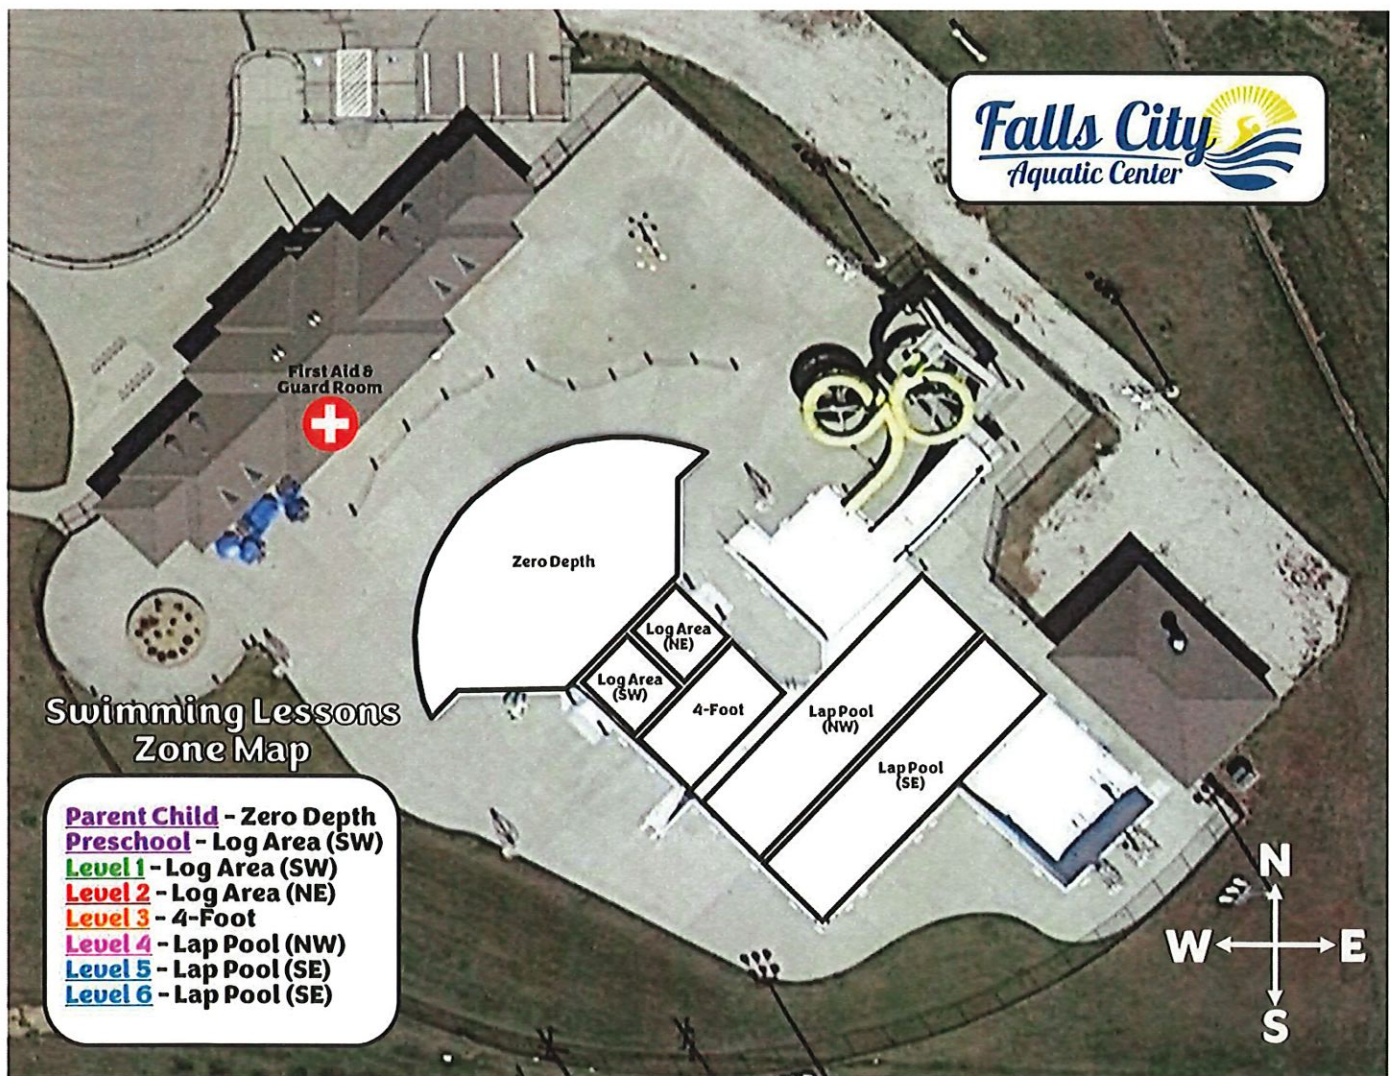 Falls City
Aquatic Center
First Aid &
Guard Room
Zero Depth
Log Area
(NE)
Log Area
(SW)
4-Foot
Lap Pool
(NW)
Lap Pool
(SE)
Swimming Lessons
Zone Map
Parent Child - Zero Depth
Preschool - Log Area (SW)
Level 1 - Log Area (SW)
Level 2 - Log Area (NE)
Level 3 - 4-Foot
Level 4 - Lap Pool (NW)
Level 5 - Lap Pool (SE)
Level 6 - Lap Pool (SE)
N
W E
S